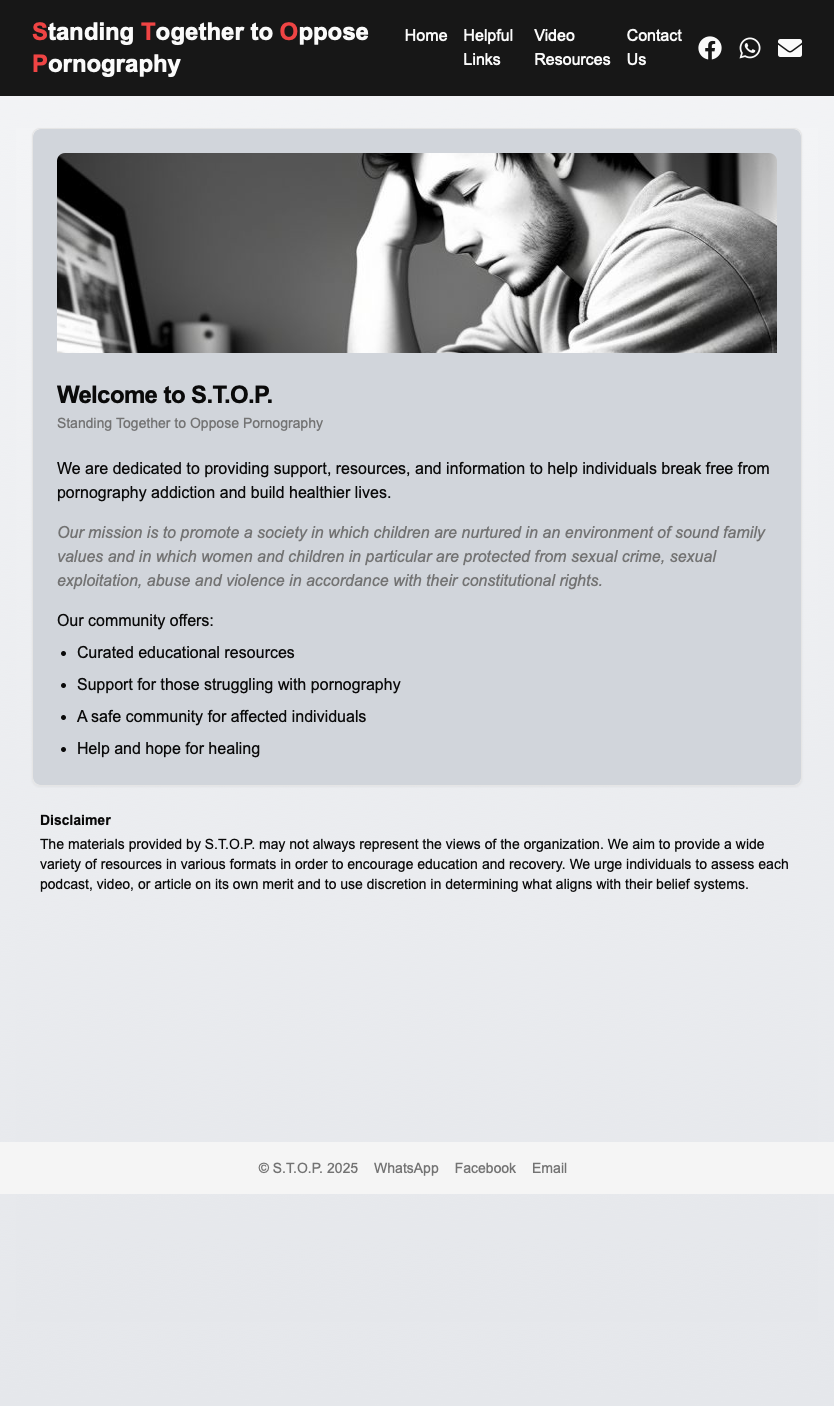 Standing Together to Oppose
Pornography
Home
Helpful
Links
Video
Resources
Contact
Us
Welcome to S.T.O.P.
Standing Together to Oppose Pornography
We are dedicated to providing support, resources, and information to help individuals break free from
pornography addiction and build healthier lives.
Our mission is to promote a society in which children are nurtured in an environment of sound family
values and in which women and children in particular are protected from sexual crime, sexual
exploitation, abuse and violence in accordance with their constitutional rights.
Our community offers:
• Curated educational resources
• Support for those struggling with pornography
• A safe community for affected individuals
• Help and hope for healing
Disclaimer
The materials provided by S.T.O.P. may not always represent the views of the organization. We aim to provide a wide
variety of resources in various formats in order to encourage education and recovery. We urge individuals to assess each
podcast, video, or article on its own merit and to use discretion in determining what aligns with their belief systems.
© S.T.O.P. 2025 WhatsApp Facebook Email